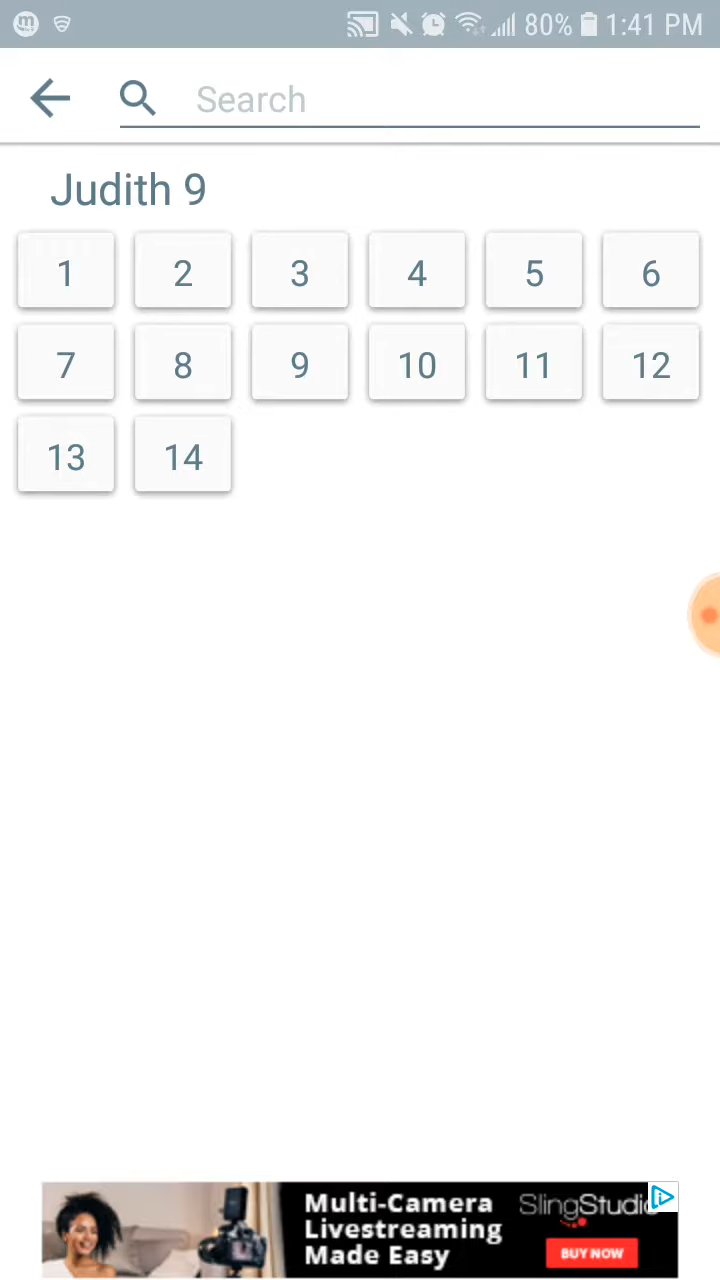 80% 1:41 PM
Search
Judith 9
1 2 3 4 5 6
7 8 9 10 11 12
13 14
Multi-Camera
Livestreaming
Made Easy
SlingStudio
BUY NOW